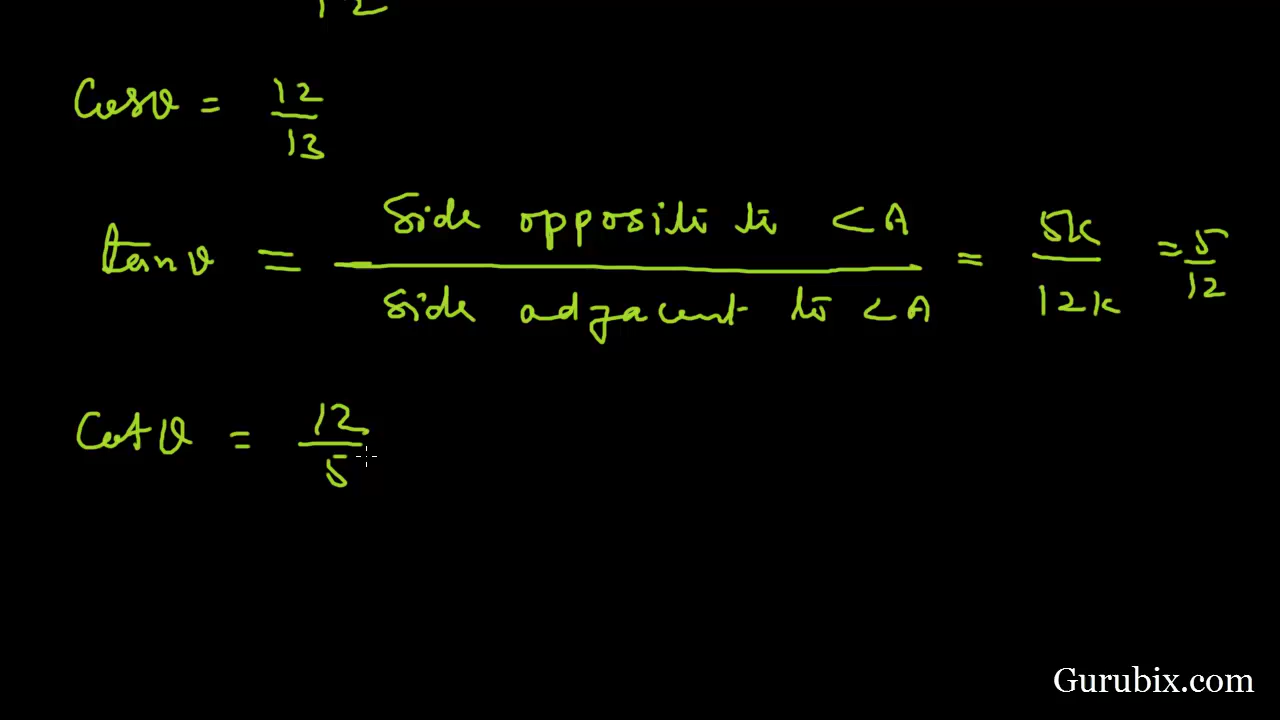 12
Cosθ = 12/13
tanθ = Side opposite to <A / Side adjacent to <A = 5k/12k = 5/12
Cotθ = 12/5
Gurubix.com